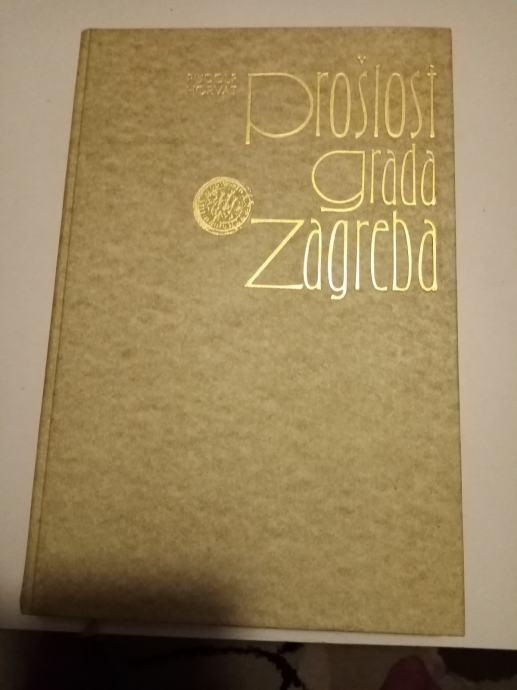 RUDOLF
HORVAT
Prošlost
grada
Zagreba